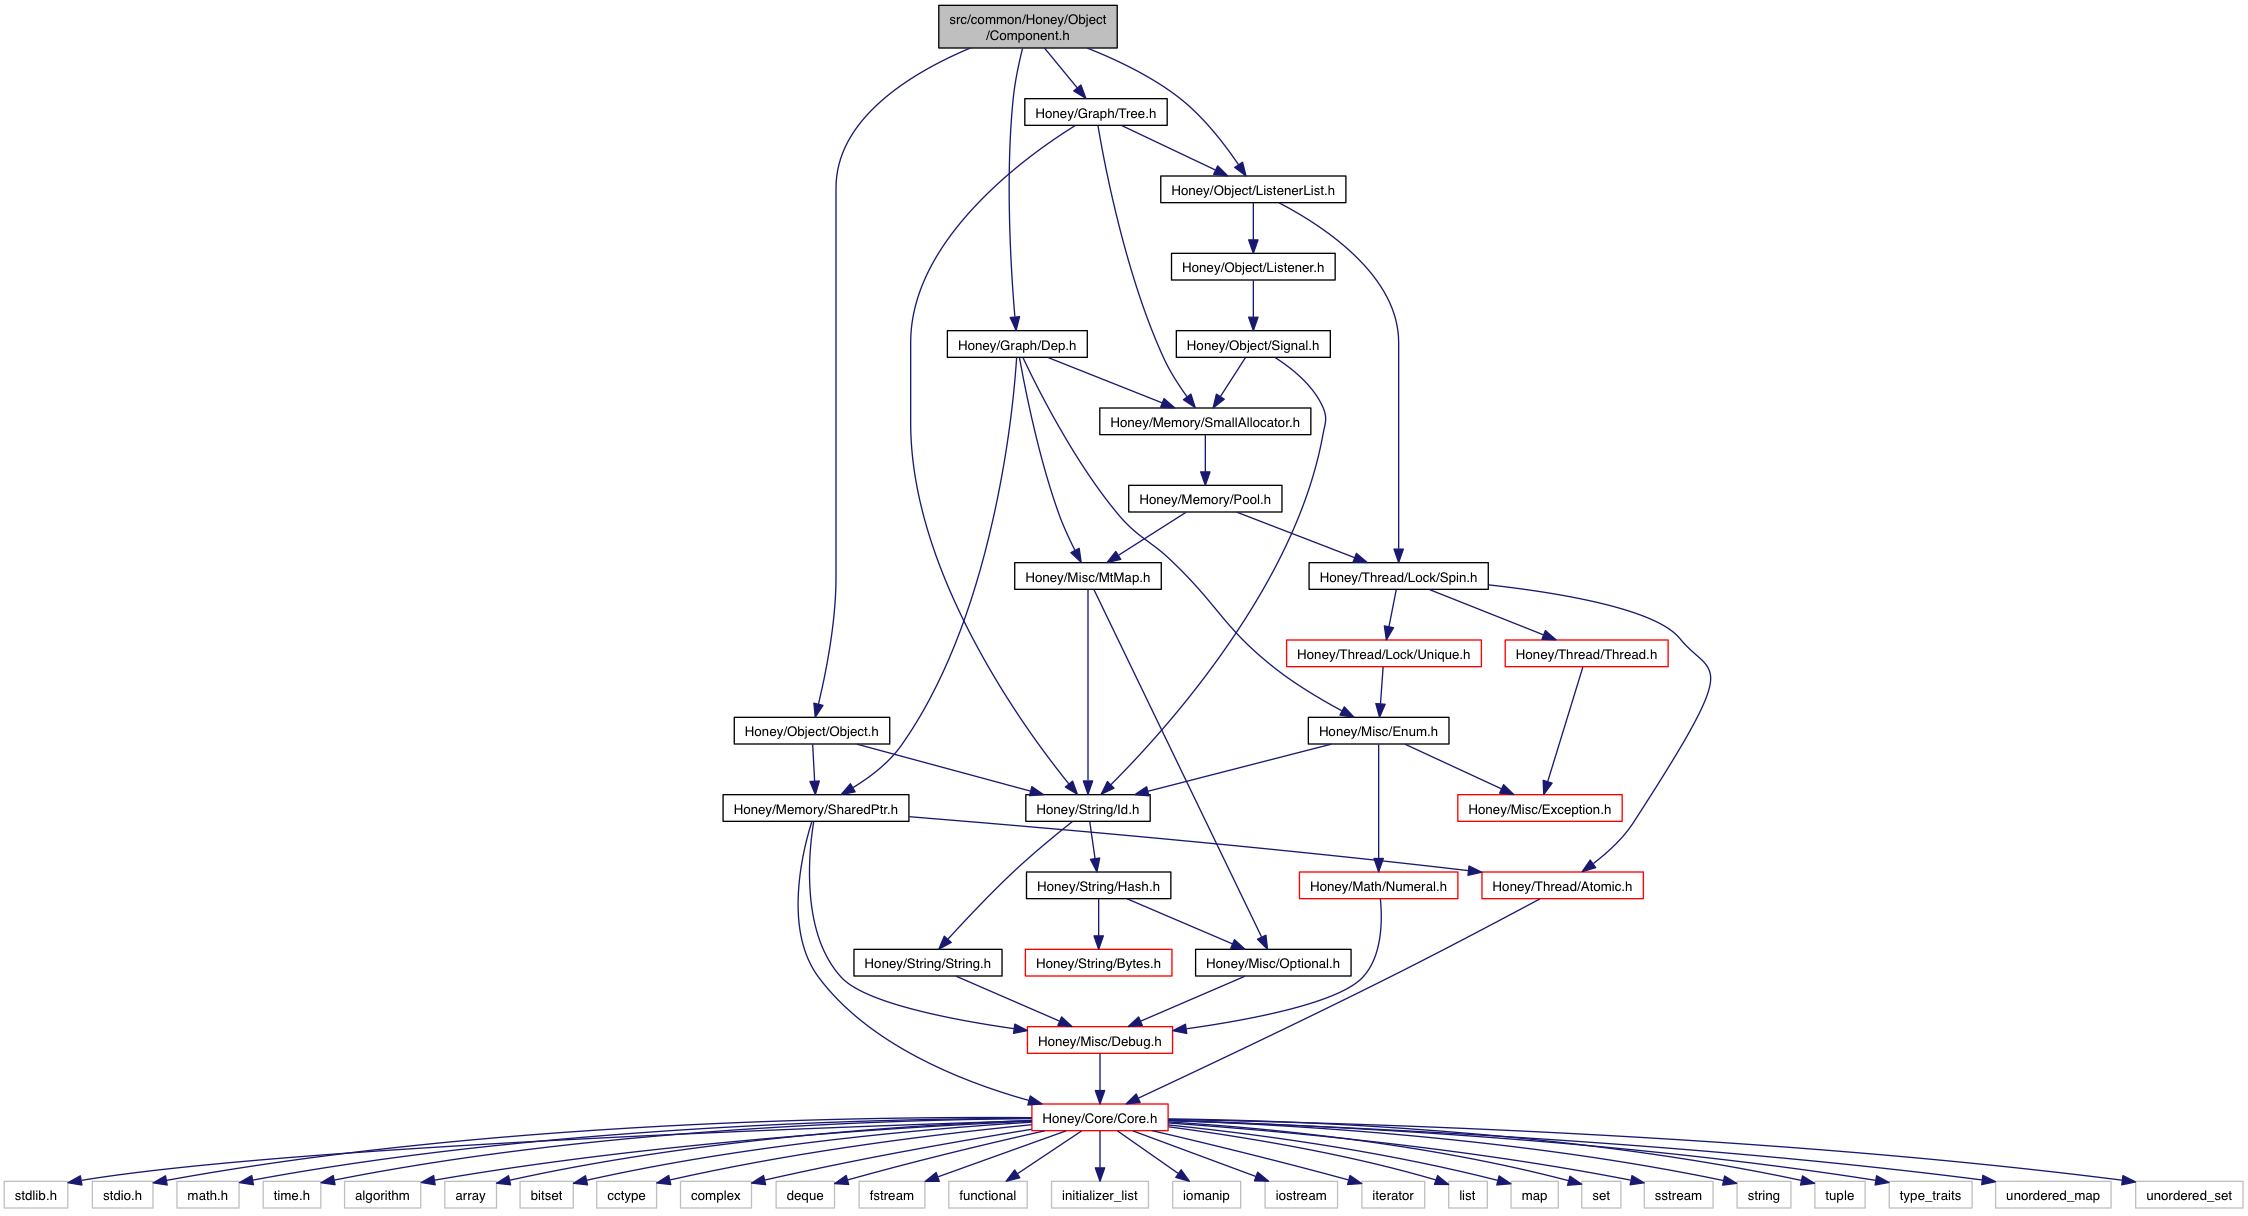 src/common/Honey/Object
/Component.h
Honey/Graph/Tree.h
Honey/Object/ListenerList.h
Honey/Object/Listener.h
Honey/Graph/Dep.h
Honey/Object/Signal.h
Honey/Memory/SmallAllocator.h
Honey/Memory/Pool.h
Honey/Misc/MtMap.h
Honey/Thread/Lock/Spin.h
Honey/Thread/Lock/Unique.h
Honey/Thread/Thread.h
Honey/Object/Object.h
Honey/Misc/Enum.h
Honey/Memory/SharedPtr.h
Honey/String/Id.h
Honey/Misc/Exception.h
Honey/String/Hash.h
Honey/Math/Numeral.h
Honey/Thread/Atomic.h
Honey/String/String.h
Honey/String/Bytes.h
Honey/Misc/Optional.h
Honey/Misc/Debug.h
Honey/Core/Core.h
stdlib.h
stdio.h
math.h
time.h
algorithm
array
bitset
cctype
complex
deque
fstream
functional
initializer_list
iomanip
iostream
iterator
list
map
set
sstream
string
tuple
type_traits
unordered_map
unordered_set